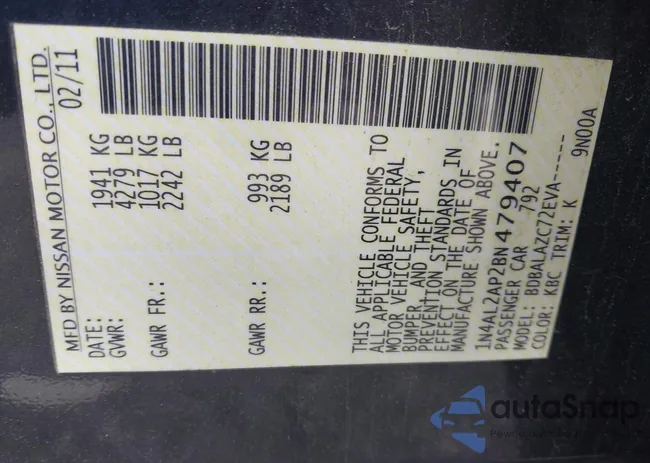 MFD BY NISSAN MOTOR CO., LTD.
DATE: 02/11
GVWR: 1941 KG
4279 LB
GAWR FR.: 1017 KG
2242 LB
GAWR RR.: 993 KG
2189 LB
THIS VEHICLE CONFORMS TO
ALL APPLICABLE FEDERAL
MOTOR VEHICLE SAFETY,
BUMPER, AND THEFT
PREVENTION STANDARDS IN
EFFECT ON THE DATE OF
MANUFACTURE SHOWN ABOVE.
1N4AL2AP2BN479407
PASSENGER CAR 792
MODEL: BDBALAZC72EVA------
COLOR: KBC TRIM: K 9N00A
autoSnap